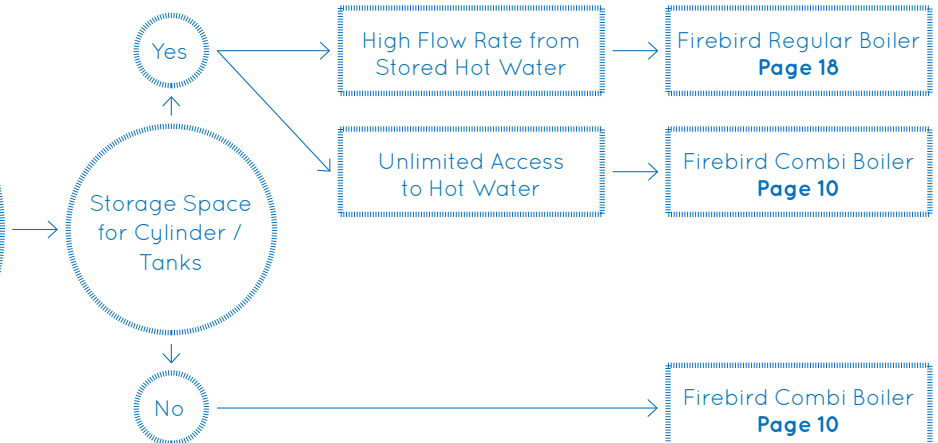 Yes
High Flow Rate from
Stored Hot Water
Firebird Regular Boiler
Page 18
Unlimited Access
to Hot Water
Firebird Combi Boiler
Page 10
Storage Space
for Cylinder /
Tanks
No
Firebird Combi Boiler
Page 10